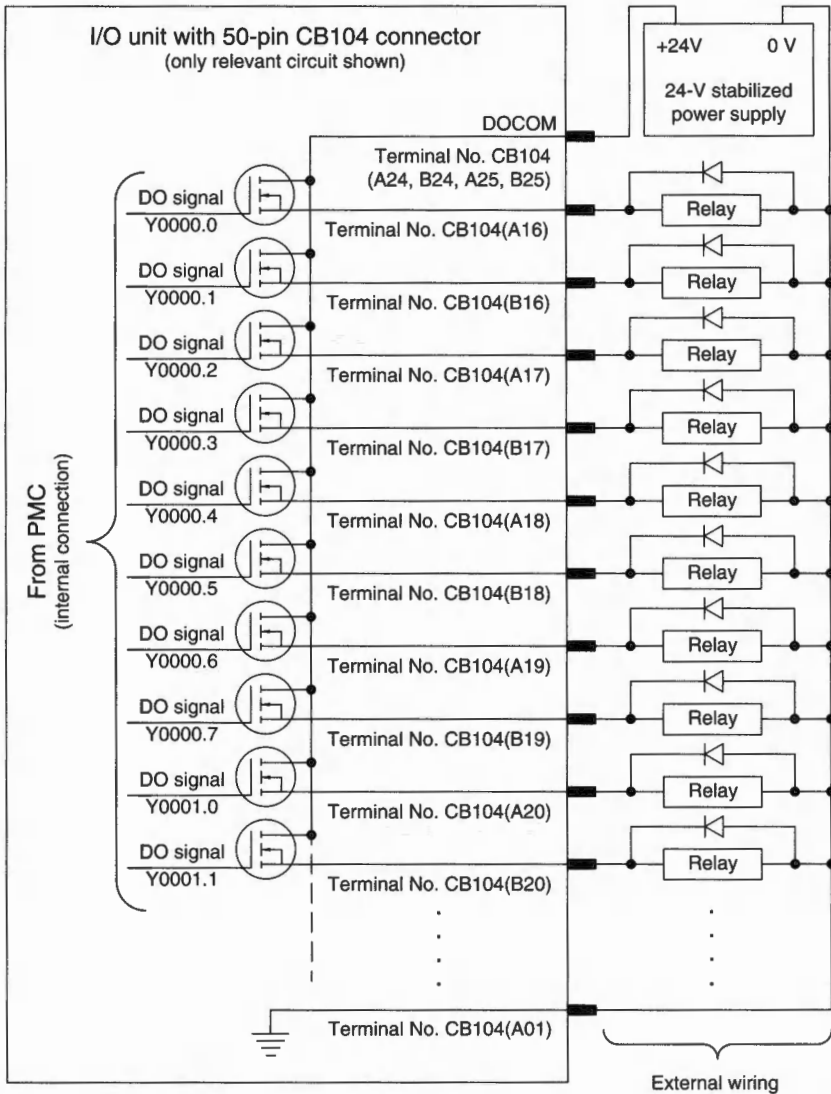 I/O unit with 50-pin CB104 connector
(only relevant circuit shown)
+24V 0 V
24-V stabilized
power supply
DOCOM
Terminal No. CB104
(A24, B24, A25, B25)
From PMC
(internal connection)
DO signal
Y0000.0
Terminal No. CB104(A16)
Relay
DO signal
Y0000.1
Terminal No. CB104(B16)
Relay
DO signal
Y0000.2
Terminal No. CB104(A17)
Relay
DO signal
Y0000.3
Terminal No. CB104(B17)
Relay
DO signal
Y0000.4
Terminal No. CB104(A18)
Relay
DO signal
Y0000.5
Terminal No. CB104(B18)
Relay
DO signal
Y0000.6
Terminal No. CB104(A19)
Relay
DO signal
Y0000.7
Terminal No. CB104(B19)
Relay
DO signal
Y0001.0
Terminal No. CB104(A20)
Relay
DO signal
Y0001.1
Terminal No. CB104(B20)
Relay
Terminal No. CB104(A01)
External wiring